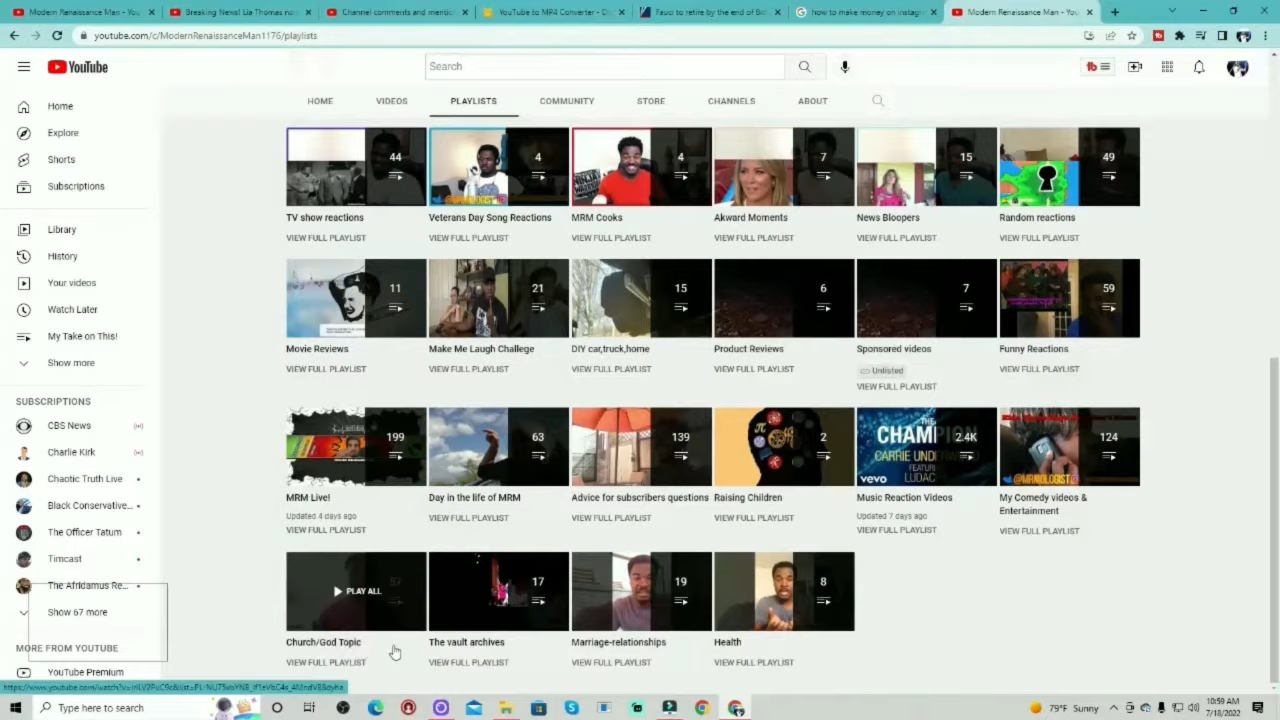 Modern Renaissance Man - You
Breaking News! Lia Thomas no
Channel comments and mentio
YouTube to MP4 Converter - D
Fauci to retire by the end of B
how to make money on instagr
Modern Renaissance Man - You
youtube.com/c/ModernRenaissanceMan1176/playlists
YouTube
Search
HOME VIDEOS PLAYLISTS COMMUNITY STORE CHANNELS ABOUT
Home
Explore
Shorts
Subscriptions
Library
History
Your videos
Watch Later
My Take on This!
Show more
SUBSCRIPTIONS
CBS News
Charlie Kirk
Chaotic Truth Live
Black Conservative...
The Officer Tatum
Timcast
The Afridamus Re...
Show 67 more
MORE FROM YOUTUBE
YouTube Premium
44 4 4 7 15 49
TV show reactions Veterans Day Song Reactions MRM Cooks Akward Moments News Bloopers Random reactions
VIEW FULL PLAYLIST VIEW FULL PLAYLIST VIEW FULL PLAYLIST VIEW FULL PLAYLIST VIEW FULL PLAYLIST VIEW FULL PLAYLIST
11 21 15 6 7 59
Movie Reviews Make Me Laugh Challege DIY car,truck,home Product Reviews Sponsored videos Funny Reactions
Unlisted
VIEW FULL PLAYLIST VIEW FULL PLAYLIST VIEW FULL PLAYLIST VIEW FULL PLAYLIST VIEW FULL PLAYLIST VIEW FULL PLAYLIST
THE
CHAMPI
CARRIE UNDERW
FEATURI
LUDAC
vevo
@MRMOLOGIST
199 63 139 2 2.4K 124
MRM Live! Day in the life of MRM Advice for subscribers questions Raising Children Music Reaction Videos My Comedy videos &
Entertainment
Updated 4 days ago Updated 7 days ago
VIEW FULL PLAYLIST VIEW FULL PLAYLIST VIEW FULL PLAYLIST VIEW FULL PLAYLIST VIEW FULL PLAYLIST VIEW FULL PLAYLIST
PLAY ALL 17 19 8
Church/God Topic The vault archives Marriage-relationships Health
VIEW FULL PLAYLIST VIEW FULL PLAYLIST VIEW FULL PLAYLIST VIEW FULL PLAYLIST
Type here to search
79°F Sunny
10:59 AM
7/18/2022